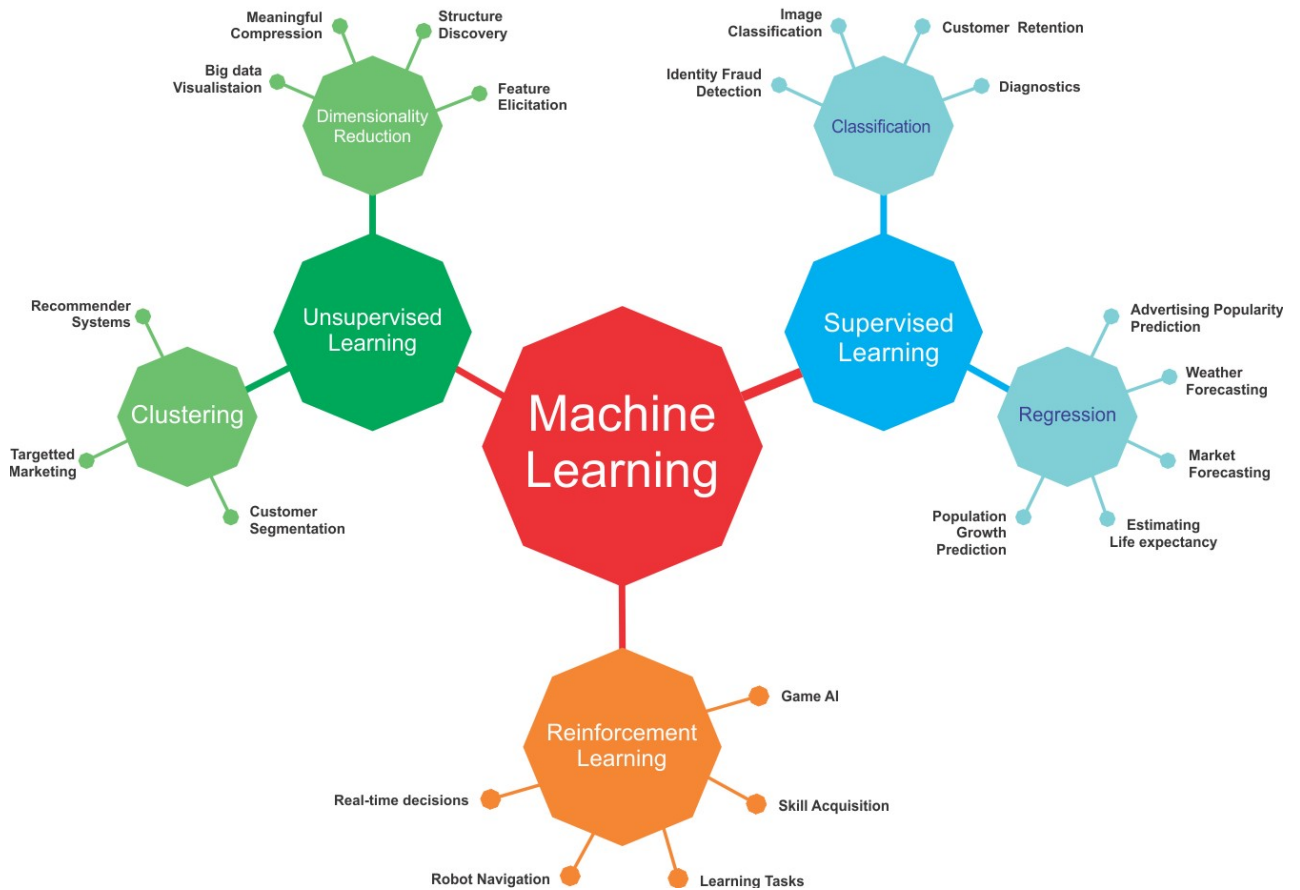 Meaningful
Compression
Structure
Discovery
Big data
Visualistaion
Feature
Elicitation
Dimensionality
Reduction
Image
Classification
Customer Retention
Identity Fraud
Detection
Diagnostics
Classification
Unsupervised
Learning
Supervised
Learning
Recommender
Systems
Clustering
Targetted
Marketing
Customer
Segmentation
Machine
Learning
Advertising Popularity
Prediction
Weather
Forecasting
Regression
Market
Forecasting
Population
Growth
Prediction
Estimating
Life expectancy
Reinforcement
Learning
Game AI
Real-time decisions
Skill Acquisition
Robot Navigation
Learning Tasks